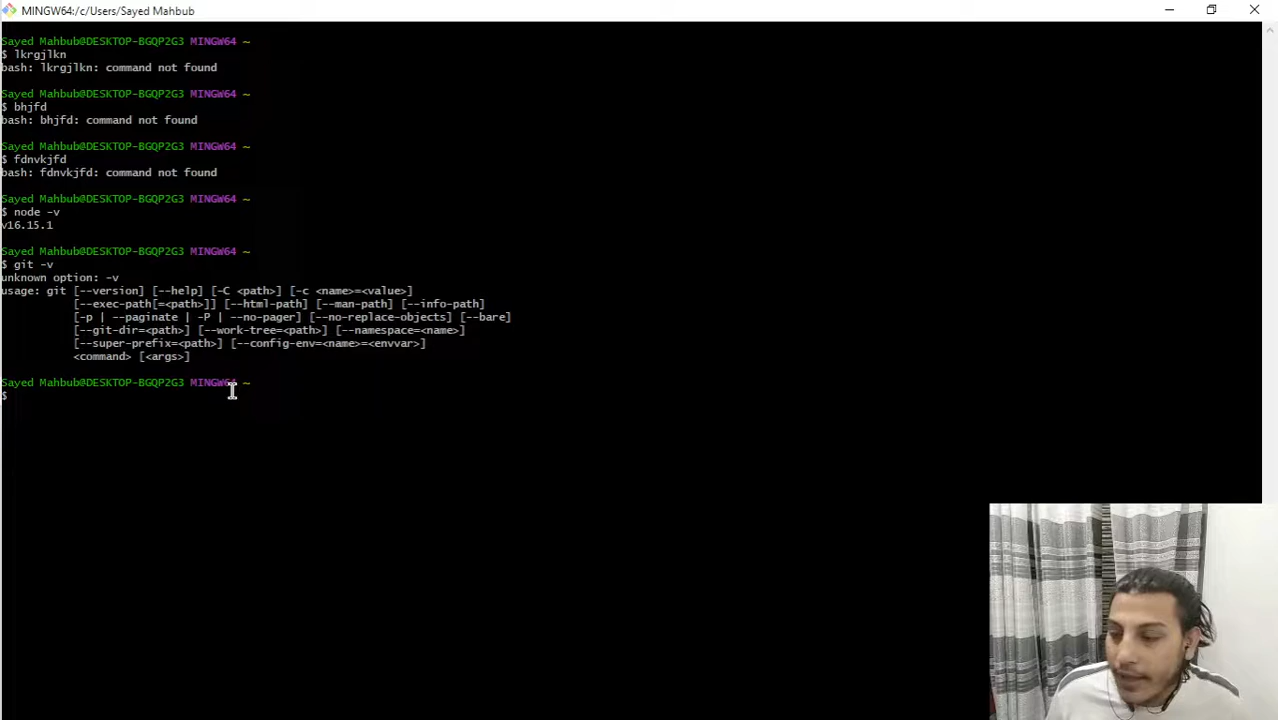 MINGW64:/c/Users/Sayed Mahbub
Sayed Mahbub@DESKTOP-BGQP2G3 MINGW64 ~
$ lkrgjlkn
bash: lkrgjlkn: command not found
Sayed Mahbub@DESKTOP-BGQP2G3 MINGW64 ~
$ bhjfd
bash: bhjfd: command not found
Sayed Mahbub@DESKTOP-BGQP2G3 MINGW64 ~
$ fdnvkjfd
bash: fdnvkjfd: command not found
Sayed Mahbub@DESKTOP-BGQP2G3 MINGW64 ~
$ node -v
v16.15.1
Sayed Mahbub@DESKTOP-BGQP2G3 MINGW64 ~
$ git -v
unknown option: -v
usage: git [--version] [--help] [-C <path>] [-c <name>=<value>]
[--exec-path[=<path>]] [--html-path] [--man-path] [--info-path]
[-p | --paginate | -P | --no-pager] [--no-replace-objects] [--bare]
[--git-dir=<path>] [--work-tree=<path>] [--namespace=<name>]
[--super-prefix=<path>] [--config-env=<name>=<envvar>]
<command> [<args>]
Sayed Mahbub@DESKTOP-BGQP2G3 MINGW64 ~
$